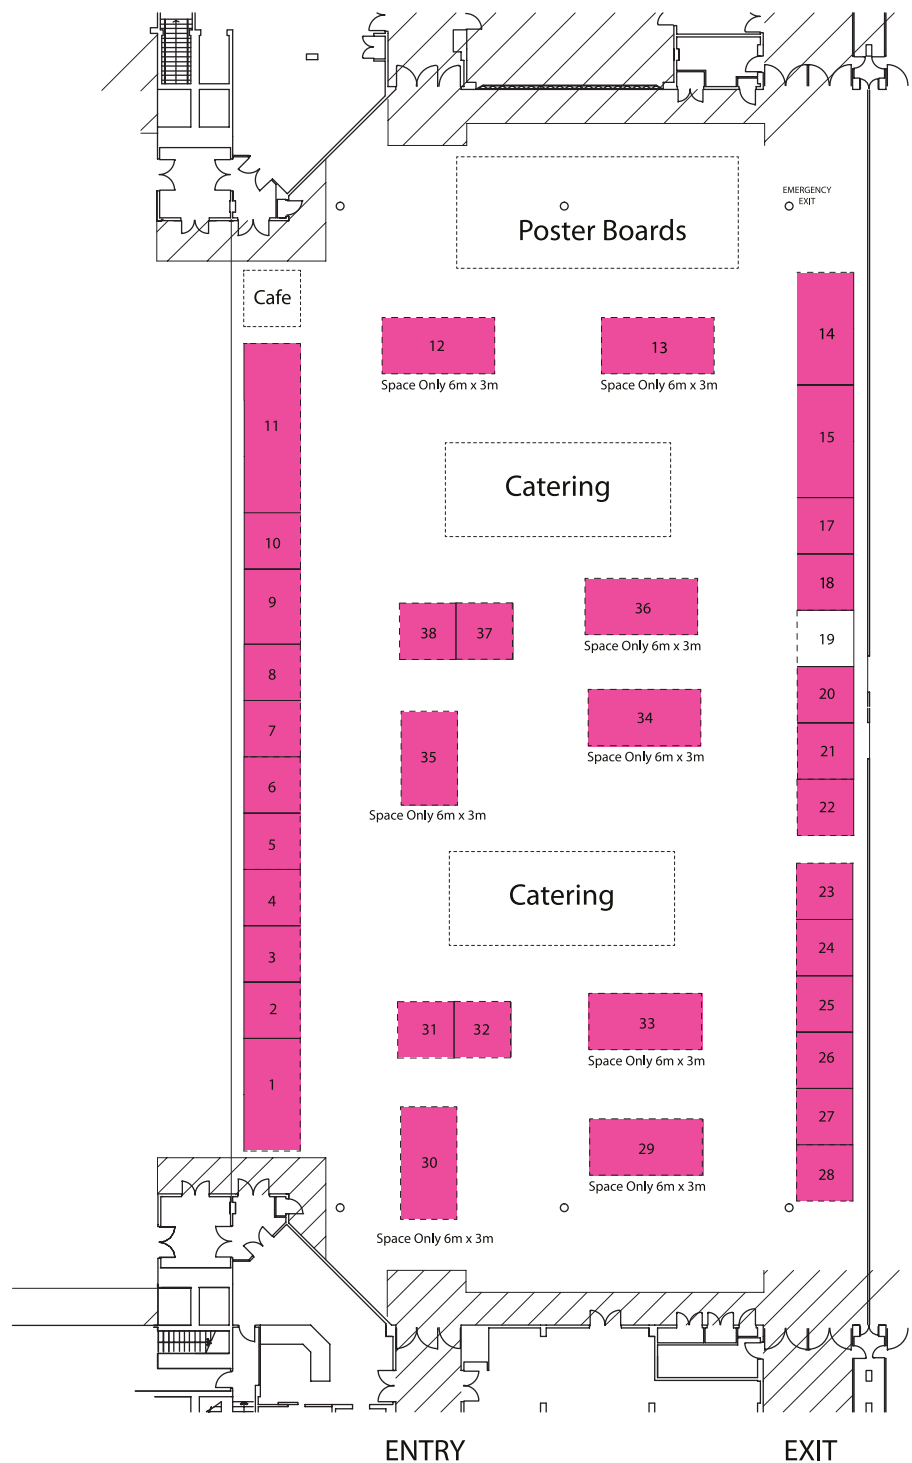 EMERGENCY
EXIT
Poster Boards
Cafe
12
13
14
Space Only 6m x 3m
Space Only 6m x 3m
11
15
Catering
17
10
18
9
36
38
37
19
Space Only 6m x 3m
8
20
34
7
21
35
Space Only 6m x 3m
6
22
Space Only 6m x 3m
5
23
Catering
4
24
3
25
2
31
32
33
26
Space Only 6m x 3m
1
27
30
29
28
Space Only 6m x 3m
Space Only 6m x 3m
ENTRY
EXIT